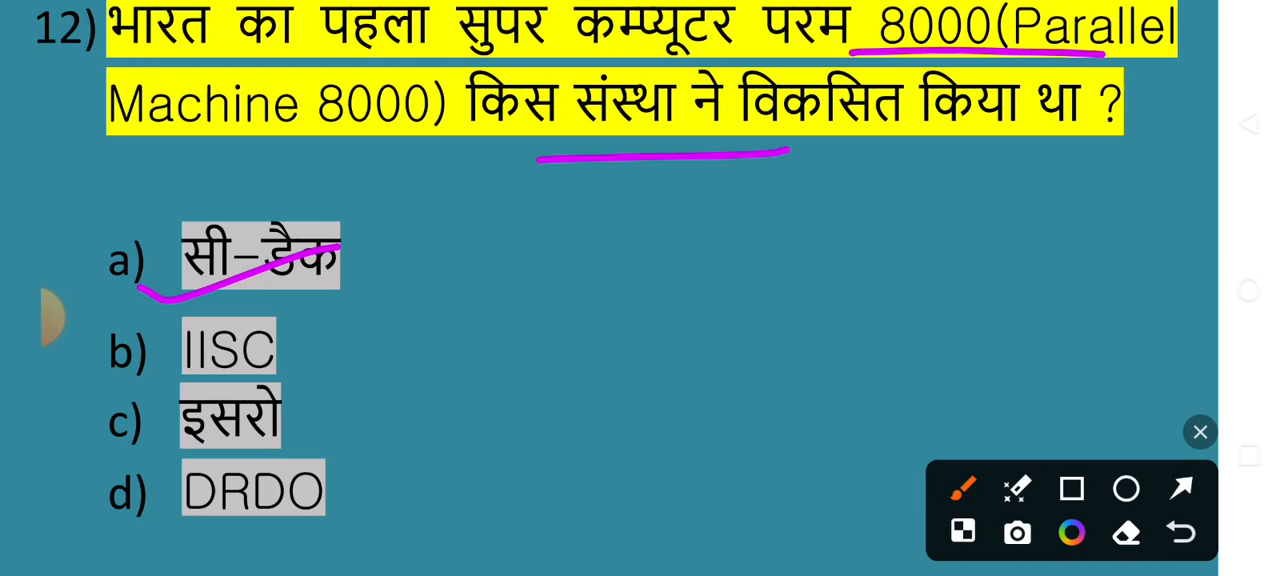 12) भारत का पहला सुपर कम्प्यूटर परम 8000(Parallel
Machine 8000) किस संस्था ने विकसित किया था ?
a) सी-डैक
b) IISC
c) इसरो
d) DRDO